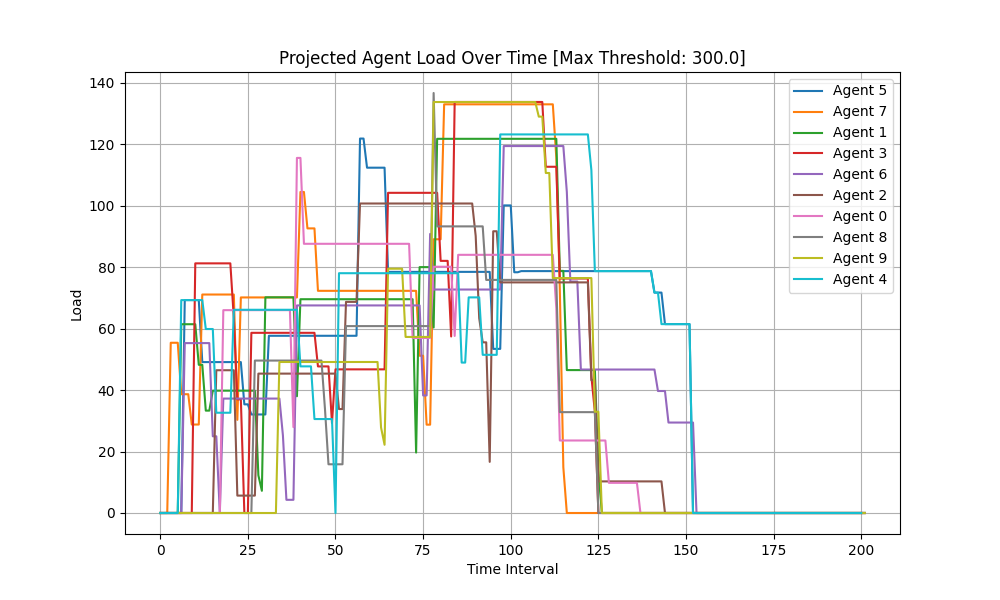 Projected Agent Load Over Time [Max Threshold: 300.0]
Load
140
120
100
80
60
40
20
0
0 25 50 75 100 125 150 175 200
Time Interval
Agent 5
Agent 7
Agent 1
Agent 3
Agent 6
Agent 2
Agent 0
Agent 8
Agent 9
Agent 4